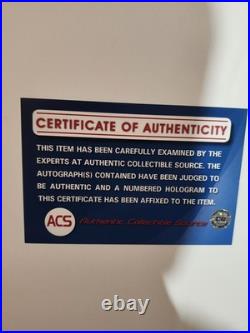 CERTIFICATE OF AUTHENTICITY
THIS ITEM HAS BEEN CAREFULLY EXAMINED BY THE
EXPERTS AT AUTHENTIC COLLECTIBLE SOURCE. THE
AUTOGRAPH(S) CONTAINED HAVE BEEN JUDGED TO
BE AUTHENTIC AND A NUMBERED HOLOGRAM TO
THIS CERTIFICATE HAS BEEN AFFIXED TO THE ITEM.
ACS Authentic Collectible Source